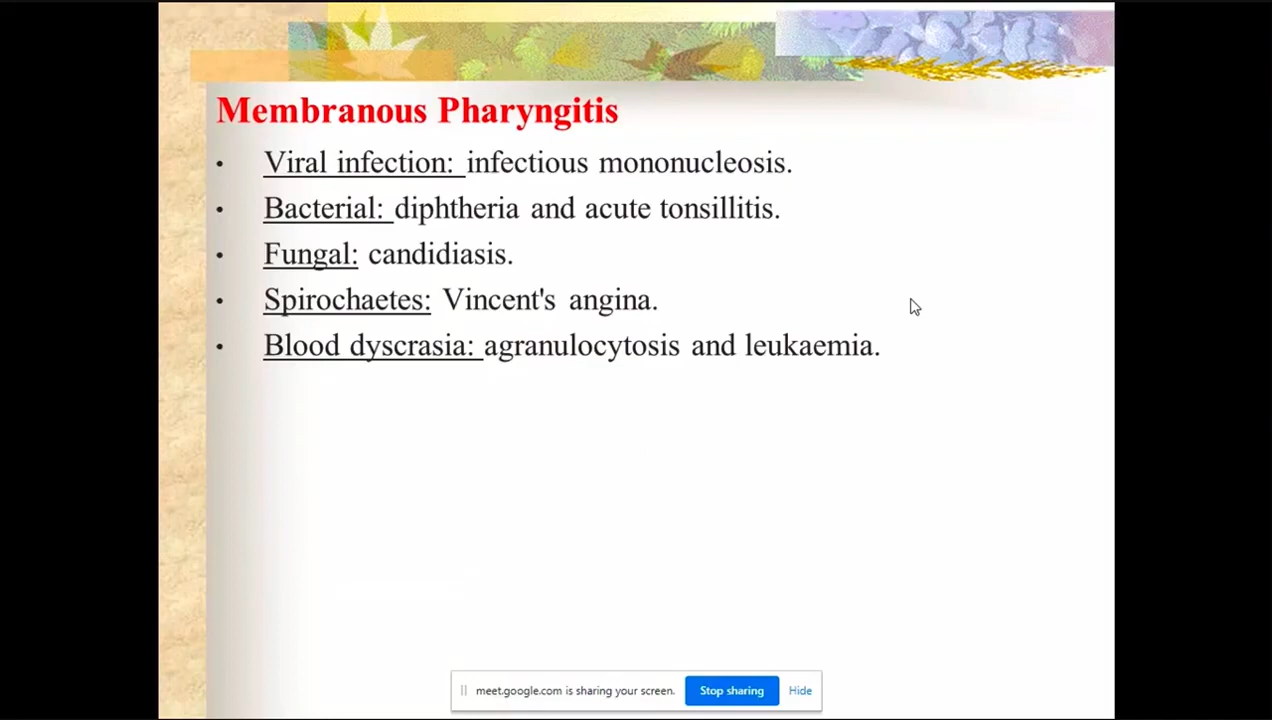 Membranous Pharyngitis
• Viral infection: infectious mononucleosis.
• Bacterial: diphtheria and acute tonsillitis.
• Fungal: candidiasis.
• Spirochaetes: Vincent's angina.
• Blood dyscrasia: agranulocytosis and leukaemia.
meet.google.com is sharing your screen. Stop sharing Hide